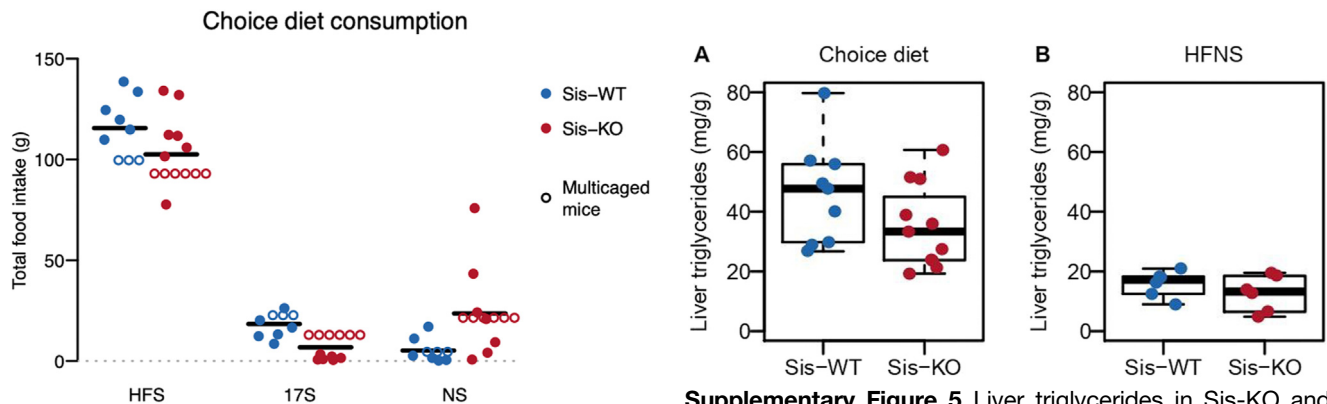 Choice diet consumption
Total food intake (g)
150
100
50
0
HFS 17S NS
Sis−WT
Sis−KO
Multicaged
mice
A Choice diet
Liver triglycerides (mg/g)
80
60
40
20
0
Sis−WT Sis−KO
B HFNS
Liver triglycerides (mg/g)
80
60
40
20
0
Sis−WT Sis−KO
Supplementary Figure 5 Liver triglycerides in Sis-KO and